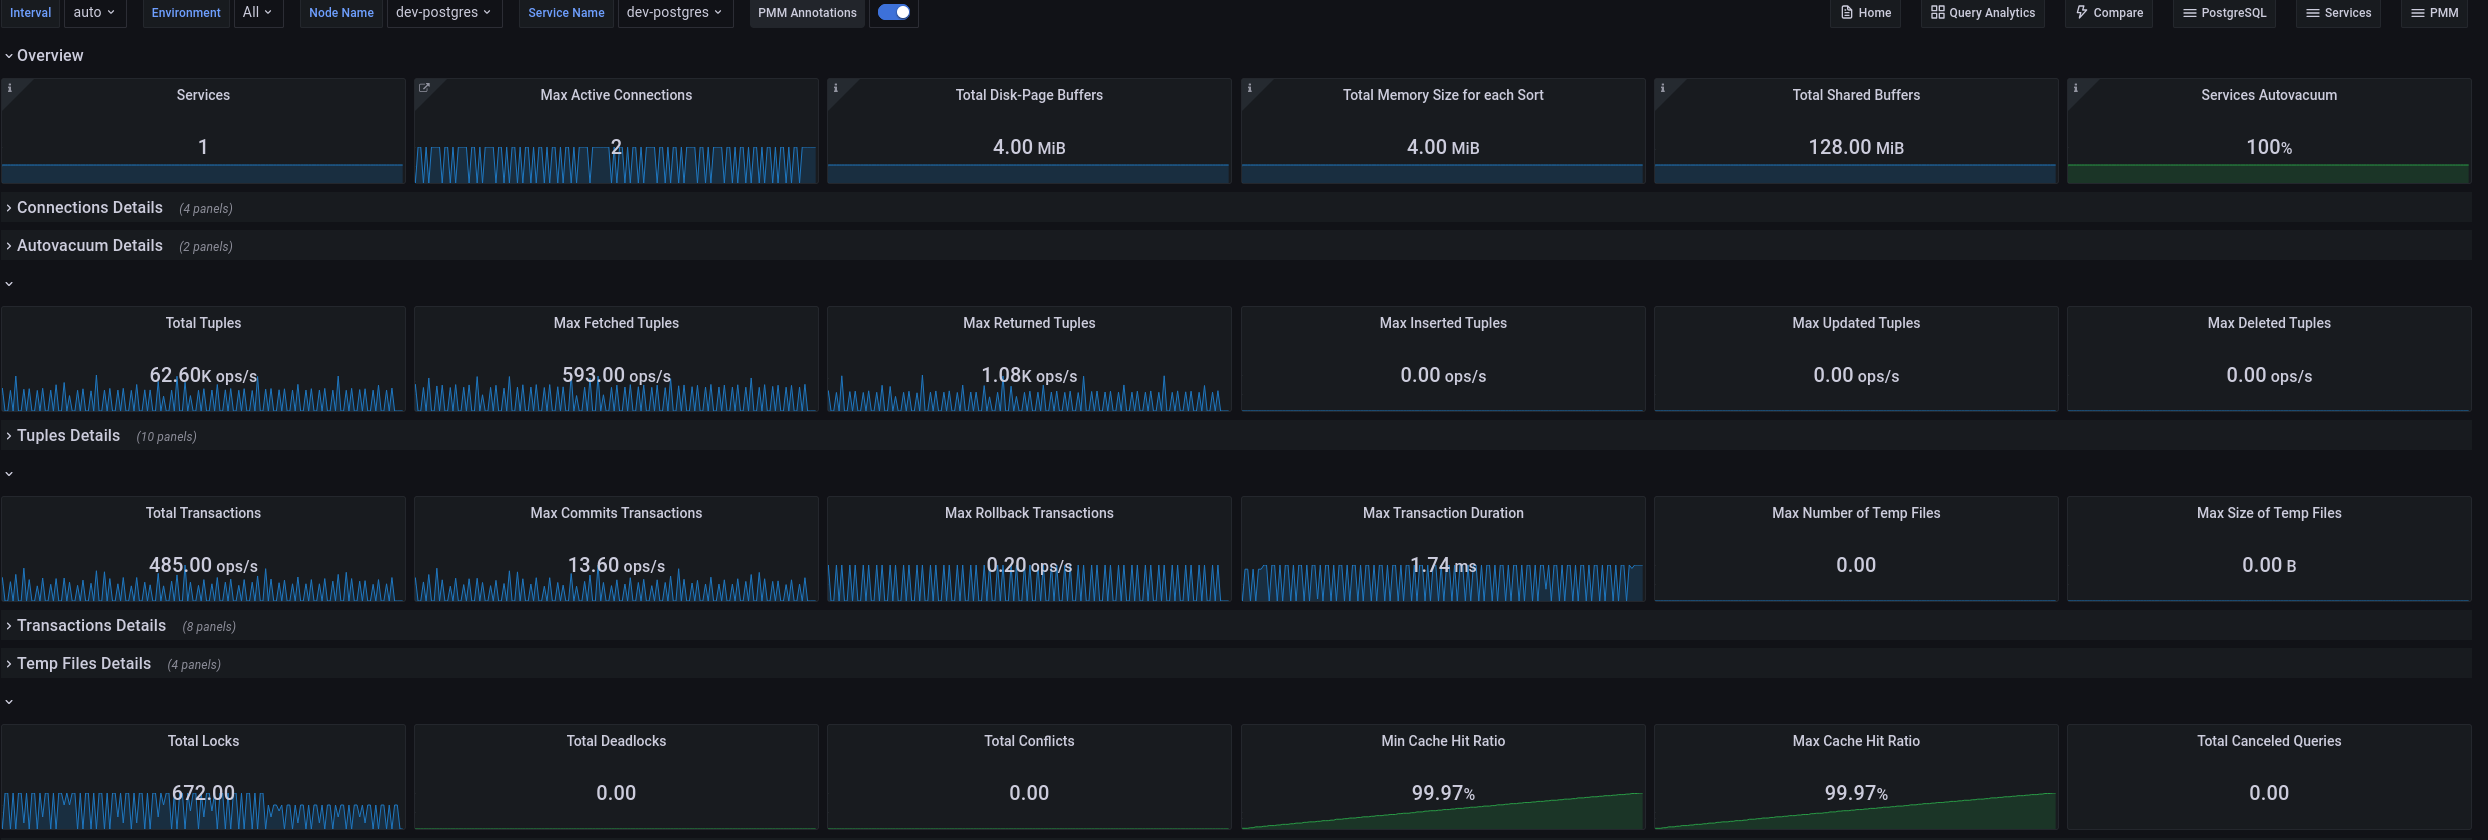 Interval auto Environment All Node Name dev-postgres Service Name dev-postgres PMM Annotations Home Query Analytics Compare PostgreSQL Services PMM
Overview
Services Max Active Connections Total Disk-Page Buffers Total Memory Size for each Sort Total Shared Buffers Services Autovacuum
1 2 4.00 MiB 4.00 MiB 128.00 MiB 100%
Connections Details (4 panels)
Autovacuum Details (2 panels)
Total Tuples Max Fetched Tuples Max Returned Tuples Max Inserted Tuples Max Updated Tuples Max Deleted Tuples
62.60K ops/s 593.00 ops/s 1.08K ops/s 0.00 ops/s 0.00 ops/s 0.00 ops/s
Tuples Details (10 panels)
Total Transactions Max Commits Transactions Max Rollback Transactions Max Transaction Duration Max Number of Temp Files Max Size of Temp Files
485.00 ops/s 13.60 ops/s 0.20 ops/s 1.74 ms 0.00 0.00 B
Transactions Details (8 panels)
Temp Files Details (4 panels)
Total Locks Total Deadlocks Total Conflicts Min Cache Hit Ratio Max Cache Hit Ratio Total Canceled Queries
672.00 0.00 0.00 99.97% 99.97% 0.00